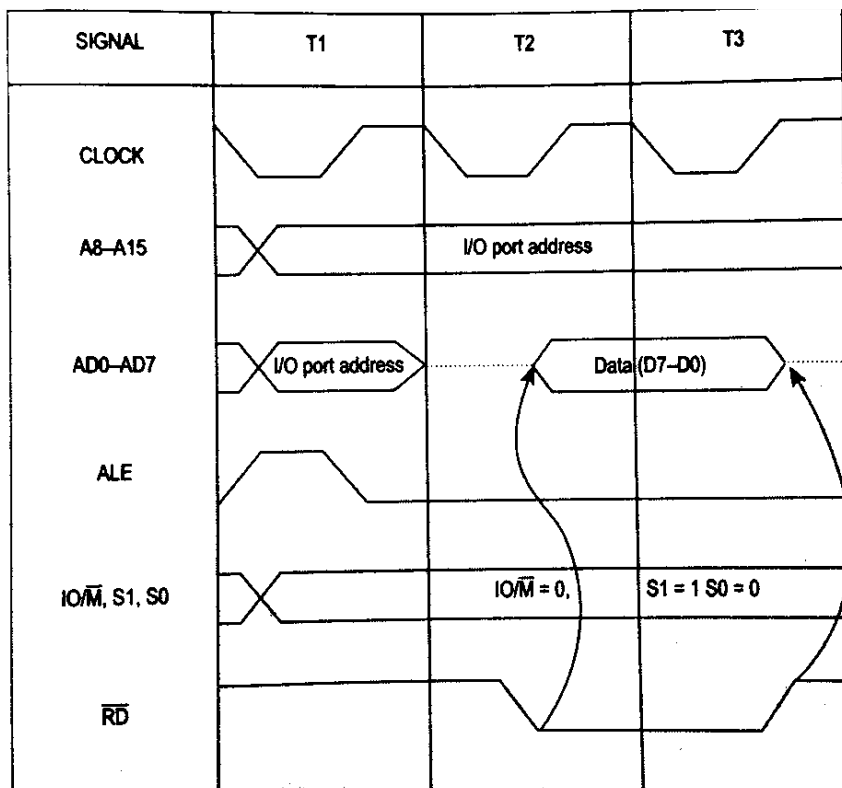 SIGNAL T1 T2 T3
CLOCK
A8–A15 I/O port address
AD0–AD7 I/O port address Data (D7–D0)
ALE
IO/M̅, S1, S0 IO/M̅ = 0, S1 = 1 S0 = 0
R̅D̅